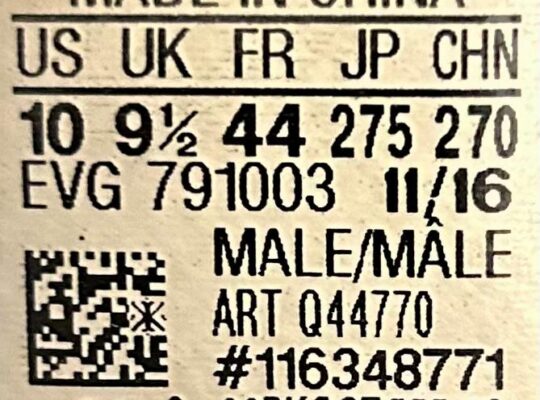 MADE IN CHINA
US UK FR JP CHN
10 9½ 44 275 270
EVG 791003 11/16
MALE/MÂLE
ART Q44770
#116348771